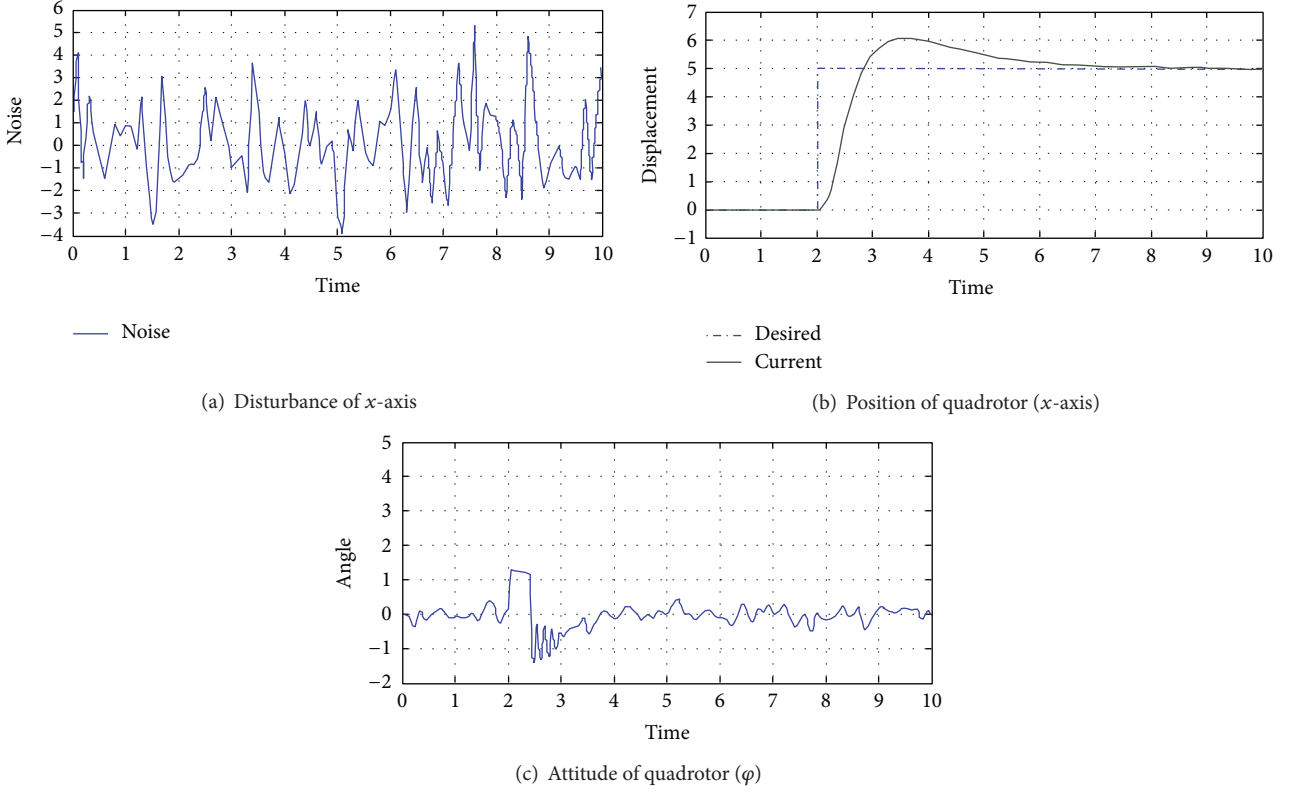 6
5
4
3
2
1
0
−1
−2
−3
−4
Noise
0 1 2 3 4 5 6 7 8 9 10
Time
Noise
(a) Disturbance of x-axis
7
6
5
4
3
2
1
0
−1
Displacement
0 1 2 3 4 5 6 7 8 9 10
Time
Desired
Current
(b) Position of quadrotor (x-axis)
5
4
3
2
1
0
−1
−2
Angle
0 1 2 3 4 5 6 7 8 9 10
Time
(c) Attitude of quadrotor (φ)